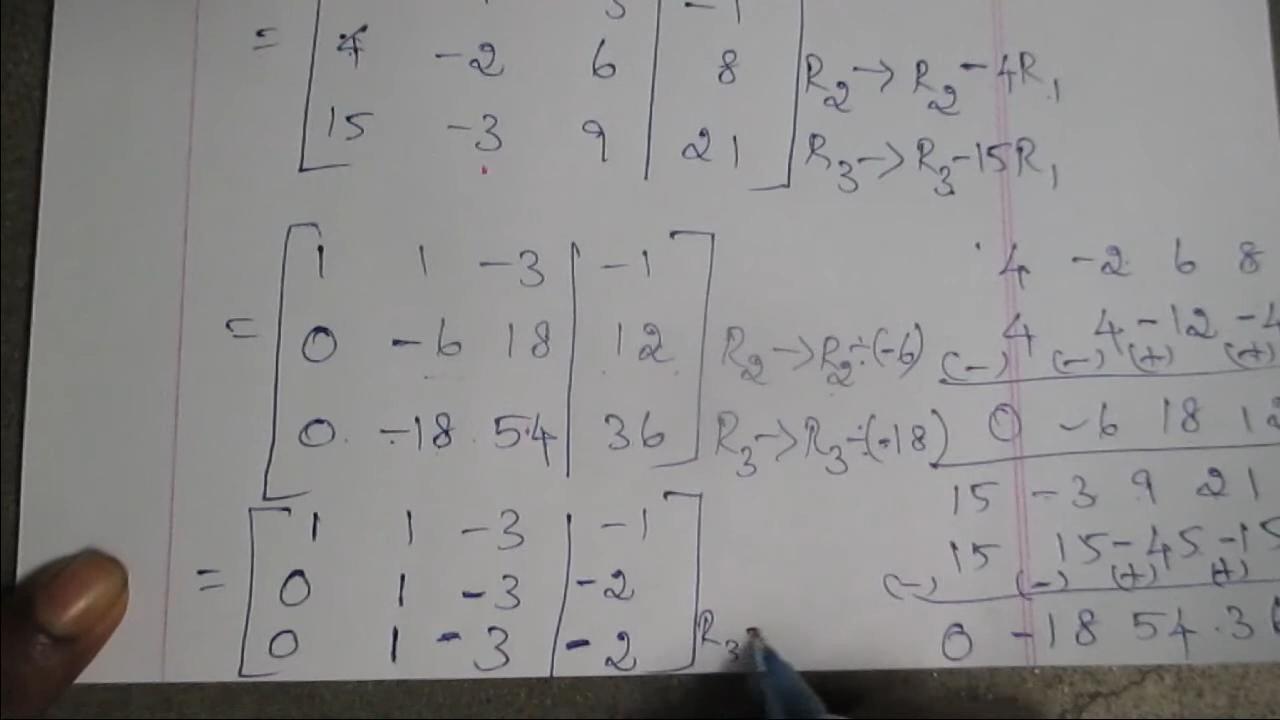 -1
= 4 -2 6 8 R2 → R2 - 4R1
15 -3 9 21 R3 → R3 - 15R1
1 1 -3 -1
= 0 -6 18 12 R2 → R2 ÷ (-6)
0 -18 54 36 R3 → R3 ÷ (-18)
1 1 -3 -1
= 0 1 -3 -2
0 1 -3 -2 R3
4 -2 6 8
4 4 -12 -4
(-) (-) (+) (+)
0 -6 18 12
15 -3 9 21
15 15 -45 -15
(-) (-) (+) (+)
0 -18 54 36